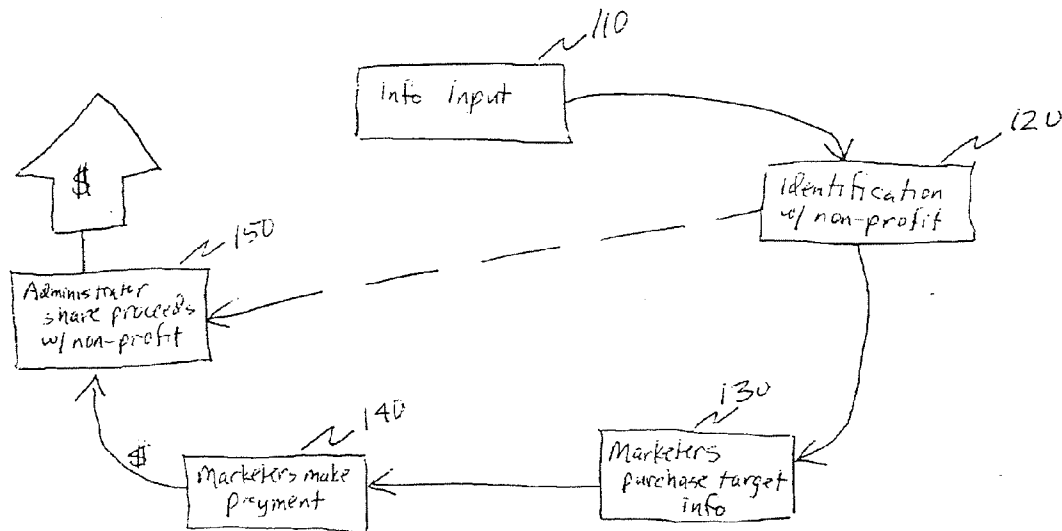 110
Info input
120
Identification
w/ non-profit
$
150
Administrator
share proceeds
w/ non-profit
130
Marketers
purchase target
info
140
Marketers make
payment
$